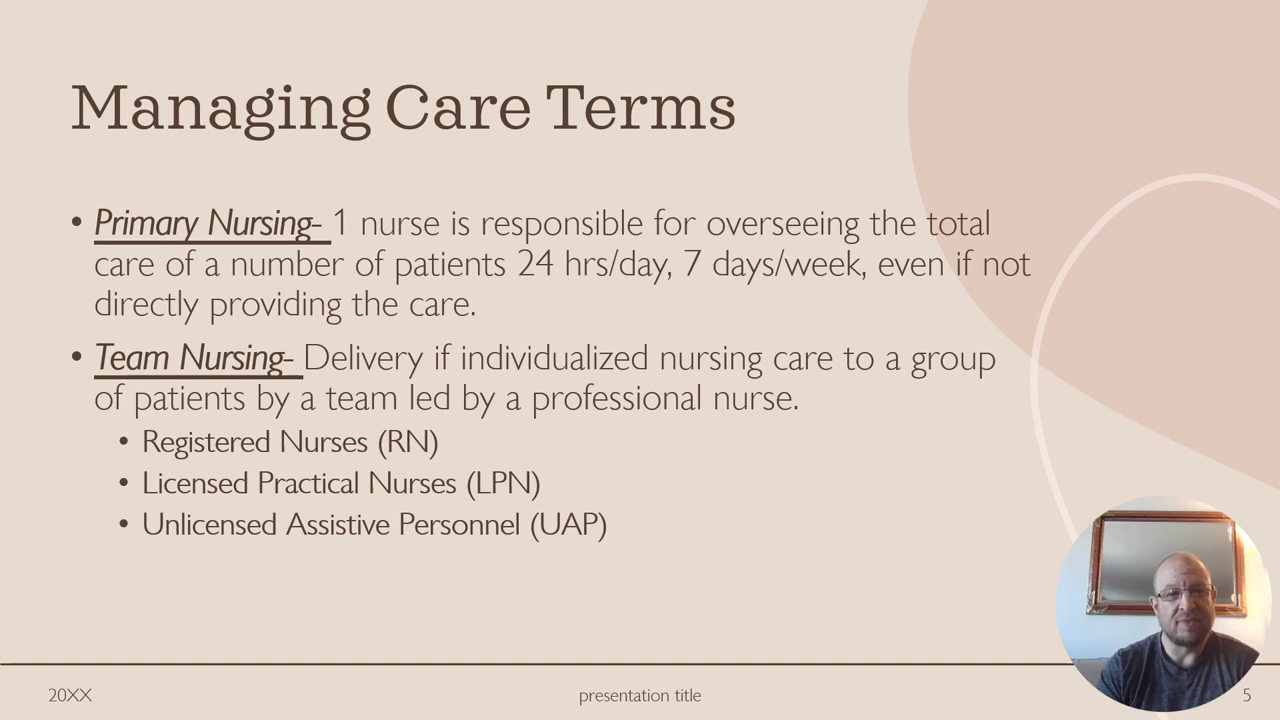 Managing Care Terms
• Primary Nursing- 1 nurse is responsible for overseeing the total
care of a number of patients 24 hrs/day, 7 days/week, even if not
directly providing the care.
• Team Nursing- Delivery if individualized nursing care to a group
of patients by a team led by a professional nurse.
• Registered Nurses (RN)
• Licensed Practical Nurses (LPN)
• Unlicensed Assistive Personnel (UAP)
20XX
presentation title
5